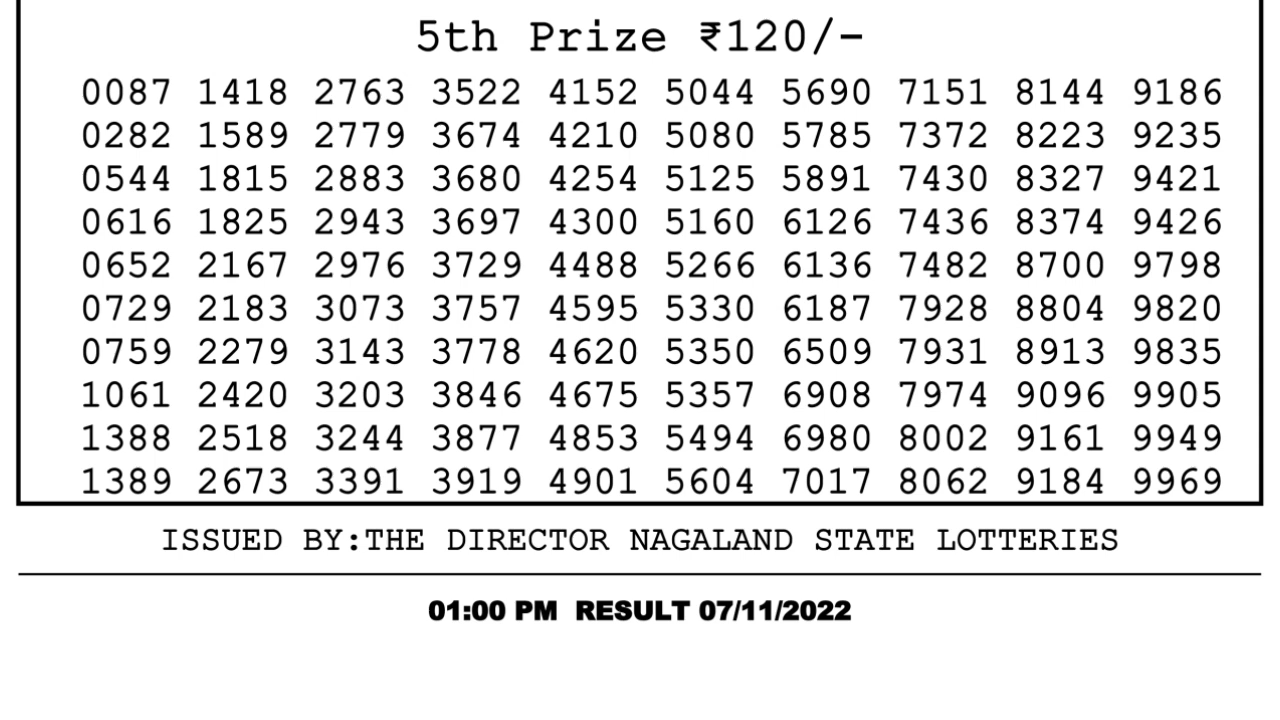 5th Prize ₹120/-
0087 1418 2763 3522 4152 5044 5690 7151 8144 9186
0282 1589 2779 3674 4210 5080 5785 7372 8223 9235
0544 1815 2883 3680 4254 5125 5891 7430 8327 9421
0616 1825 2943 3697 4300 5160 6126 7436 8374 9426
0652 2167 2976 3729 4488 5266 6136 7482 8700 9798
0729 2183 3073 3757 4595 5330 6187 7928 8804 9820
0759 2279 3143 3778 4620 5350 6509 7931 8913 9835
1061 2420 3203 3846 4675 5357 6908 7974 9096 9905
1388 2518 3244 3877 4853 5494 6980 8002 9161 9949
1389 2673 3391 3919 4901 5604 7017 8062 9184 9969
ISSUED BY:THE DIRECTOR NAGALAND STATE LOTTERIES
01:00 PM RESULT 07/11/2022